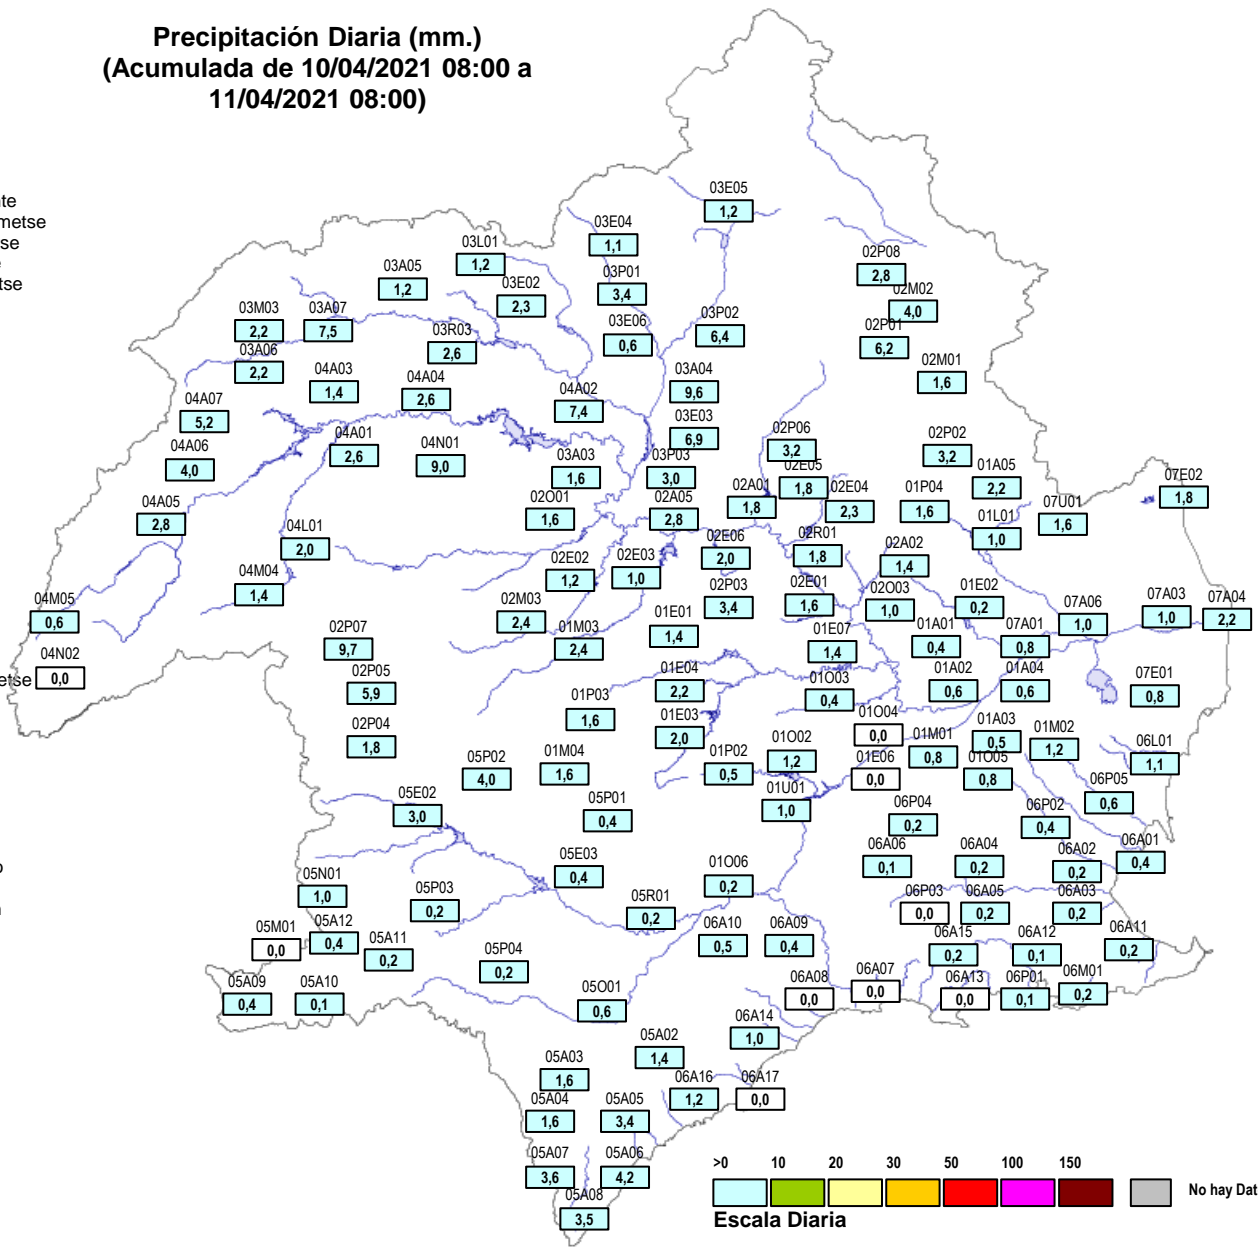 Precipitación Diaria (mm.)
(Acumulada de 10/04/2021 08:00 a
11/04/2021 08:00)
te
metse
se
e
tse
etse
o
n
03E05
1,2
03E04
1,1
03L01
1,2
03A05
1,2
03E02
2,3
03P01
3,4
02P08
2,8
02M02
4,0
03M03
2,2
03A07
7,5
03R03
2,6
03E06
0,6
03P02
6,4
02P01
6,2
03A06
2,2
04A03
1,4
04A04
2,6
04A02
7,4
03A04
9,6
02M01
1,6
04A07
5,2
03E03
6,9
04A06
4,0
04A01
2,6
04N01
9,0
03A03
1,6
03P03
3,0
02P06
3,2
02P02
3,2
02E05
1,8
01A05
2,2
07E02
1,8
04A05
2,8
02O01
1,6
02A05
2,8
02A01
1,8
02E04
2,3
01P04
1,6
07U01
1,6
04L01
2,0
01L01
1,0
02E06
2,0
02R01
1,8
02A02
1,4
02E02
1,2
02E03
1,0
04M04
1,4
04M05
0,6
02M03
2,4
02P03
3,4
02E01
1,6
02O03
1,0
01E02
0,2
07A06
1,0
07A03
1,0
07A04
2,2
02P07
9,7
01M03
2,4
01E01
1,4
01E07
1,4
01A01
0,4
07A01
0,8
04N02
0,0
02P05
5,9
01E04
2,2
01O03
0,4
01A02
0,6
01A04
0,6
07E01
0,8
01P03
1,6
02P04
1,8
01E03
2,0
01O04
0,0
01A03
0,5
01M02
1,2
05P02
4,0
01M04
1,6
01P02
0,5
01O02
1,2
01E06
0,0
01M01
0,8
01O05
0,8
06L01
1,1
05E02
3,0
05P01
0,4
01U01
1,0
06P04
0,2
06P02
0,4
06P05
0,6
05E03
0,4
01O06
0,2
06A06
0,1
06A04
0,2
06A02
0,2
06A01
0,4
05N01
1,0
05P03
0,2
05R01
0,2
06P03
0,0
06A05
0,2
06A03
0,2
05M01
0,0
05A12
0,4
05A11
0,2
05P04
0,2
06A10
0,5
06A09
0,4
06A15
0,2
06A12
0,1
06A11
0,2
05A09
0,4
05A10
0,1
05O01
0,6
06A08
0,0
06A07
0,0
06A13
0,0
06P01
0,1
06M01
0,2
05A02
1,4
06A14
1,0
05A03
1,6
06A16
1,2
06A17
0,0
05A04
1,6
05A05
3,4
05A07
3,6
05A06
4,2
05A08
3,5
>0 10 20 30 50 100 150
No hay Dat
Escala Diaria